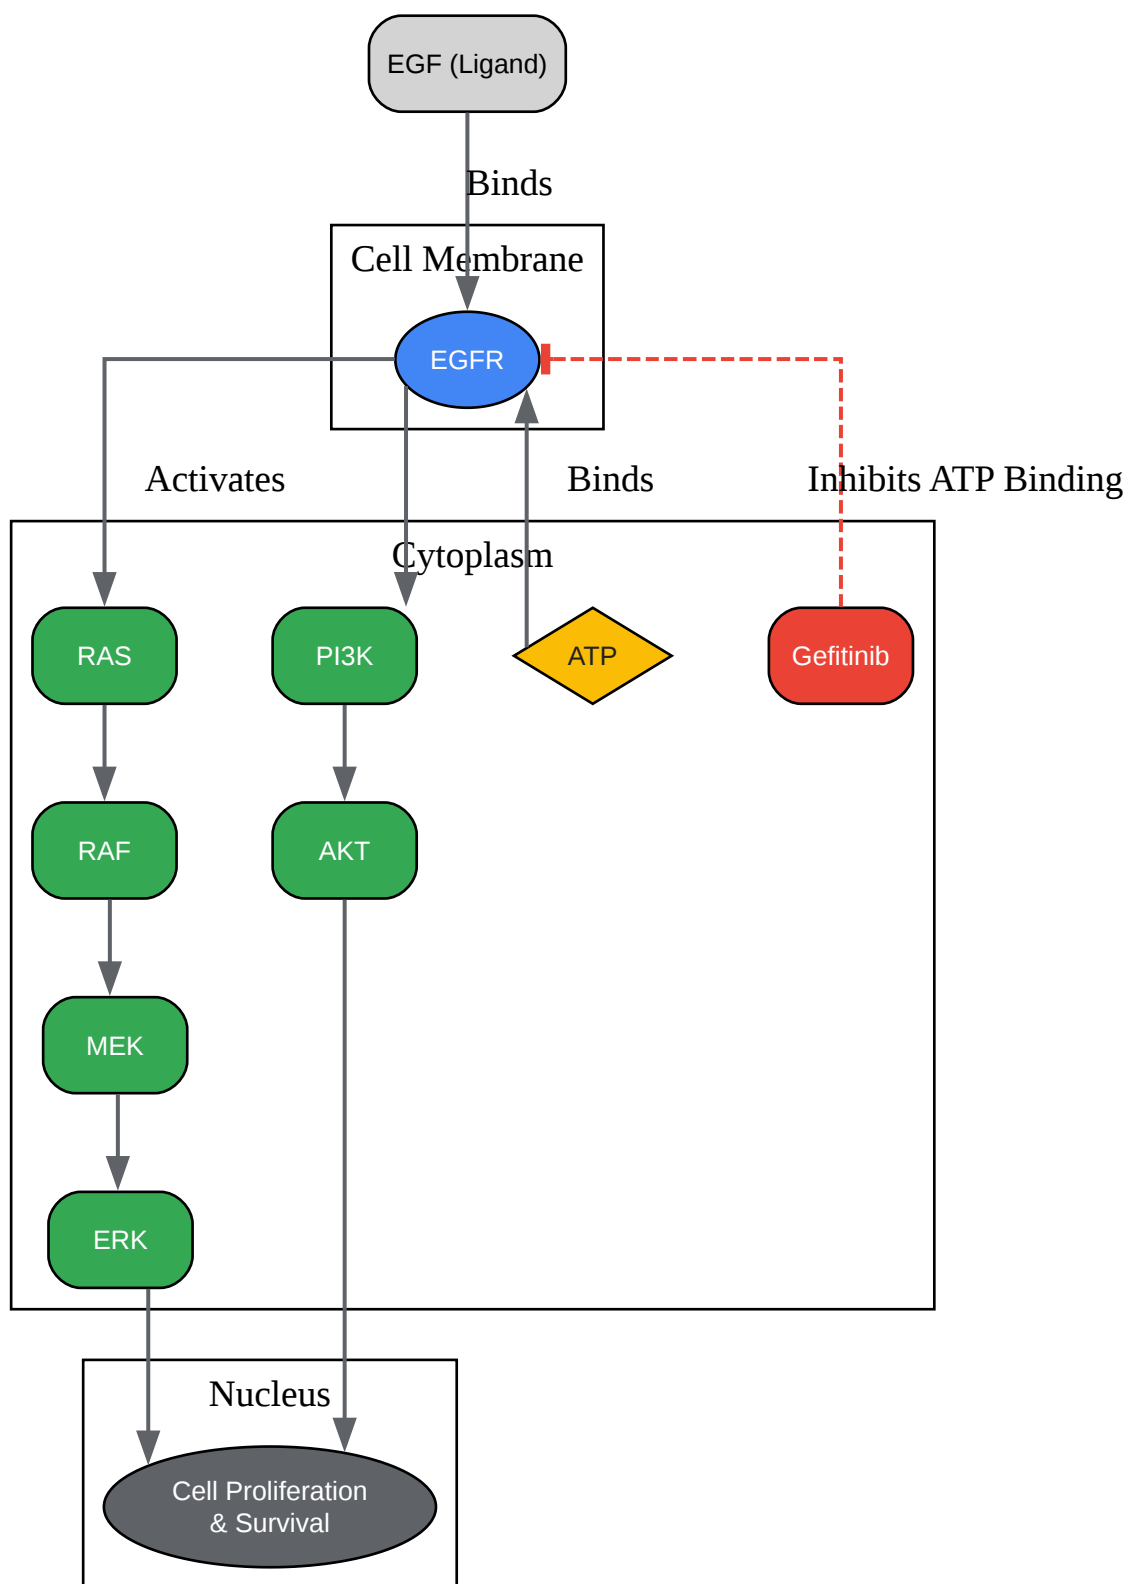 EGF (Ligand)
Binds
Cell Membrane
EGFR
Activates
Binds
Inhibits ATP Binding
Cytoplasm
RAS
PI3K
ATP
Gefitinib
RAF
AKT
MEK
ERK
Nucleus
Cell Proliferation
& Survival